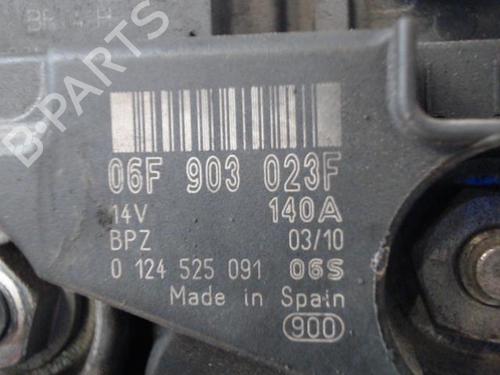 06F 903 023F
14V 140A
BPZ 03/10
0 124 525 091 06S
Made in Spain
900
B-PARTS